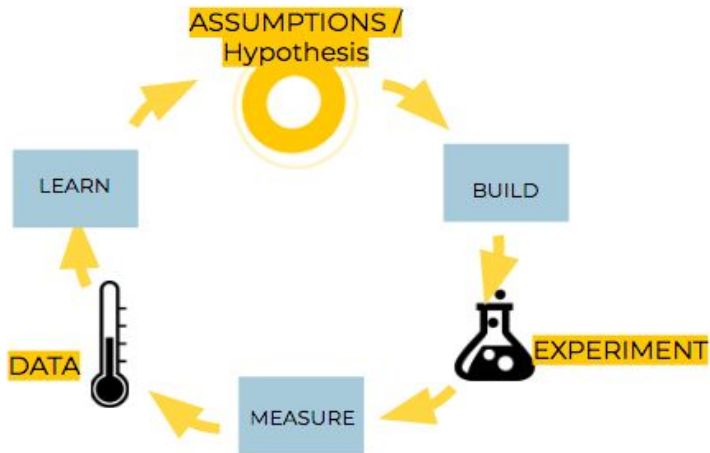 ASSUMPTIONS /
Hypothesis
LEARN
BUILD
DATA
EXPERIMENT
MEASURE